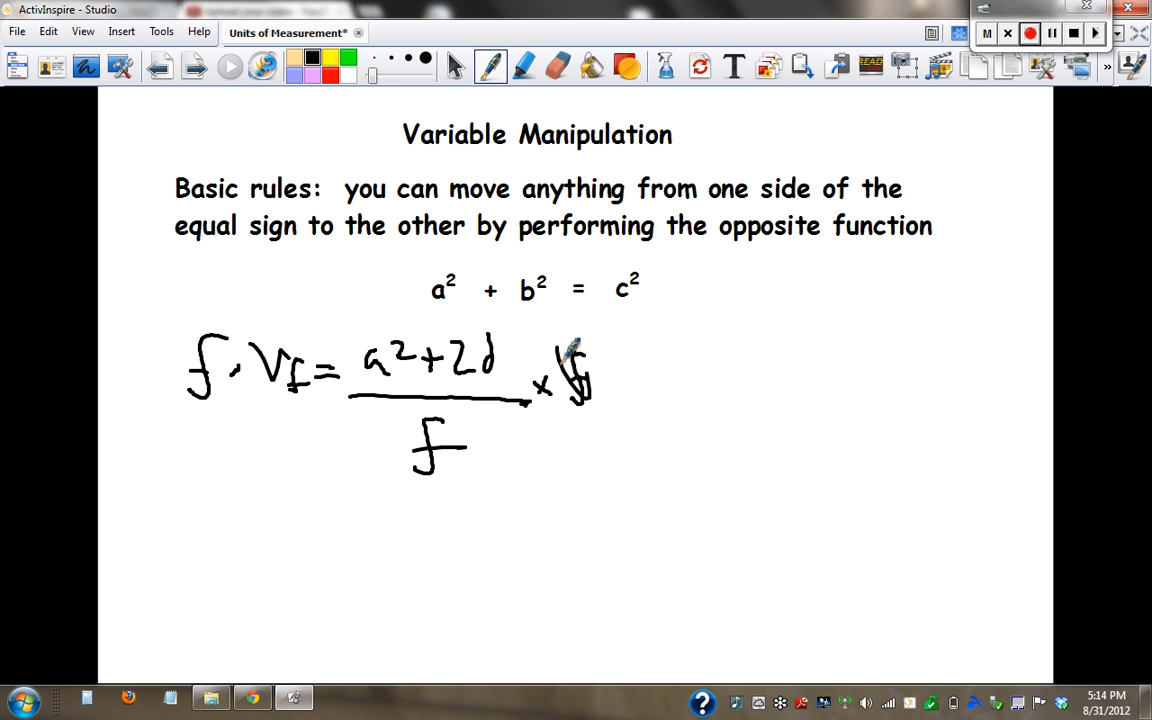 ActivInspire - Studio
File Edit View Insert Tools Help Units of Measurement*
M
READ
Variable Manipulation
Basic rules: you can move anything from one side of the
equal sign to the other by performing the opposite function
a² + b² = c²
f · V_f = a²+2d × f
f
5:14 PM
8/31/2012